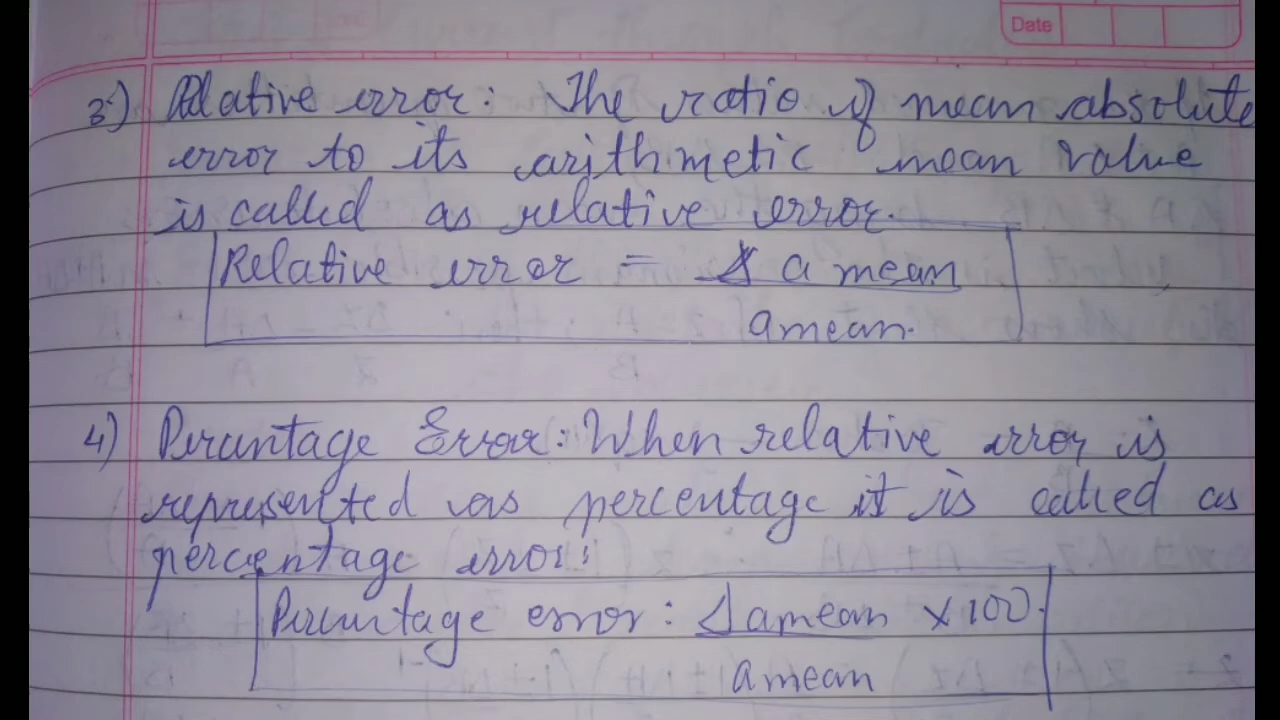 Date
3) Relative error: The ratio of mean absolute
error to its arithmetic mean value
is called as relative error.
Relative error = Δ a mean
a mean.
4) Percentage Error: When relative error is
represented as percentage it is called as
percentage error:
Percentage error: Δ a mean x 100.
a mean